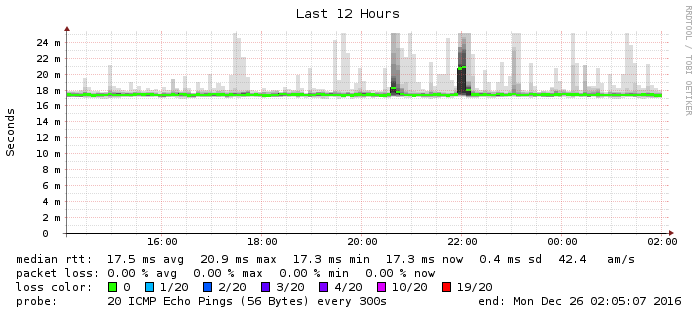 Last 12 Hours
RRDTOOL / TOBI OETIKER
Seconds
24 m
22 m
20 m
18 m
16 m
14 m
12 m
10 m
8 m
6 m
4 m
2 m
0
16:00 18:00 20:00 22:00 00:00 02:00
median rtt: 17.5 ms avg 20.9 ms max 17.3 ms min 17.3 ms now 0.4 ms sd 42.4 am/s
packet loss: 0.00 % avg 0.00 % max 0.00 % min 0.00 % now
loss color: 0 1/20 2/20 3/20 4/20 10/20 19/20
probe: 20 ICMP Echo Pings (56 Bytes) every 300s end: Mon Dec 26 02:05:07 2016